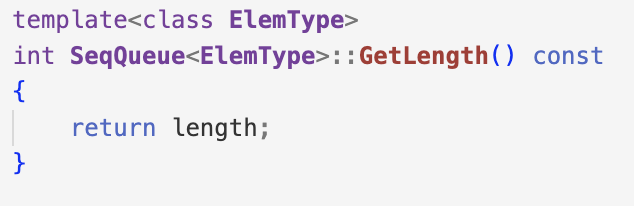 template<class ElemType>
int SeqQueue<ElemType>::GetLength() const
{
    return length;
}